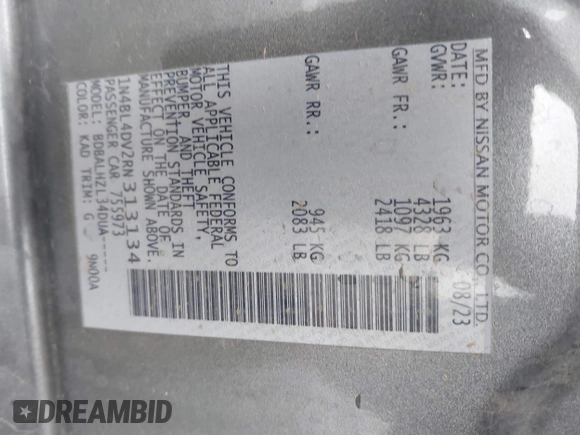 MFD BY NISSAN MOTOR CO., LTD.
DATE: 08/23
GVWR: 1963 KG
4328 LB
GAWR FR.: 1097 KG
2418 LB
GAWR RR.: 945 KG
2083 LB
THIS VEHICLE CONFORMS TO
ALL APPLICABLE FEDERAL
MOTOR VEHICLE SAFETY,
BUMPER AND THEFT
PREVENTION STANDARDS IN
EFFECT ON THE DATE OF
MANUFACTURE SHOWN ABOVE.
1N4BL4DV2RN313134
PASSENGER CAR 755973
MODEL: BDBALHZL34DUA-----
COLOR: KAD TRIM: G 9N00A
DREAMBID